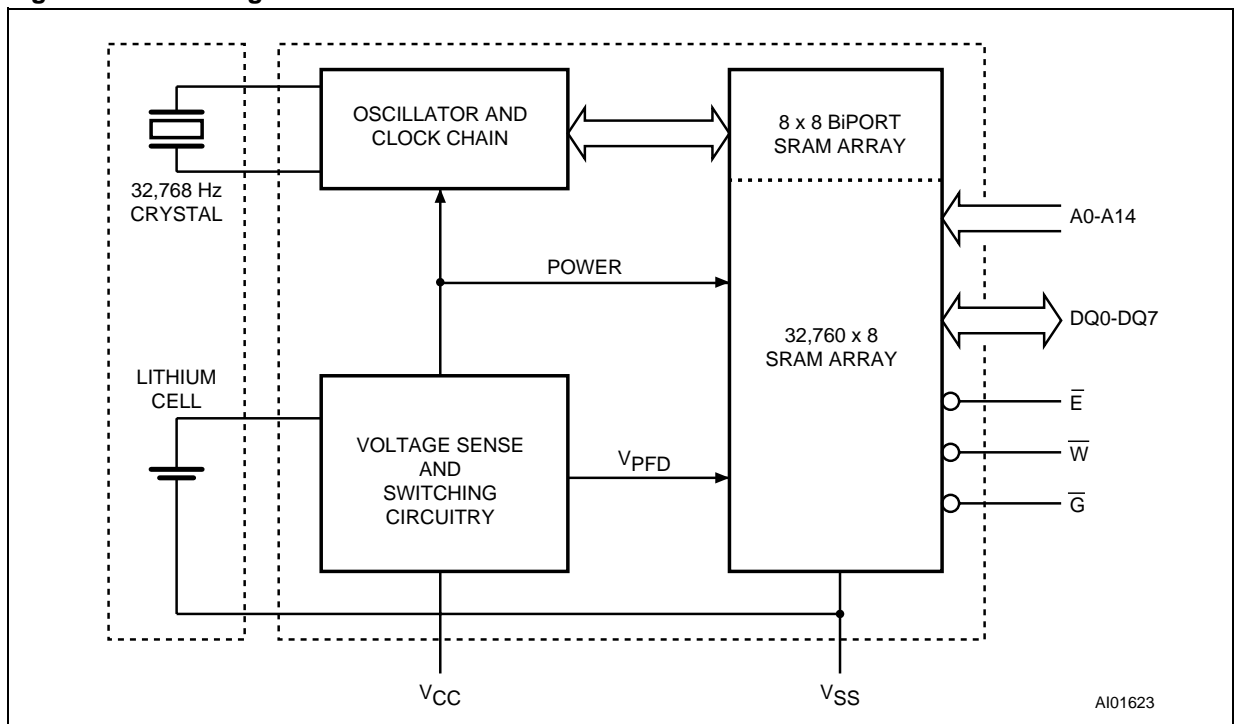 OSCILLATOR AND
CLOCK CHAIN
8 x 8 BiPORT
SRAM ARRAY
32,768 Hz
CRYSTAL
A0-A14
POWER
DQ0-DQ7
32,760 x 8
SRAM ARRAY
LITHIUM
CELL
E̅
VOLTAGE SENSE
AND
SWITCHING
CIRCUITRY
VPFD
W̅
G̅
VCC
VSS
AI01623